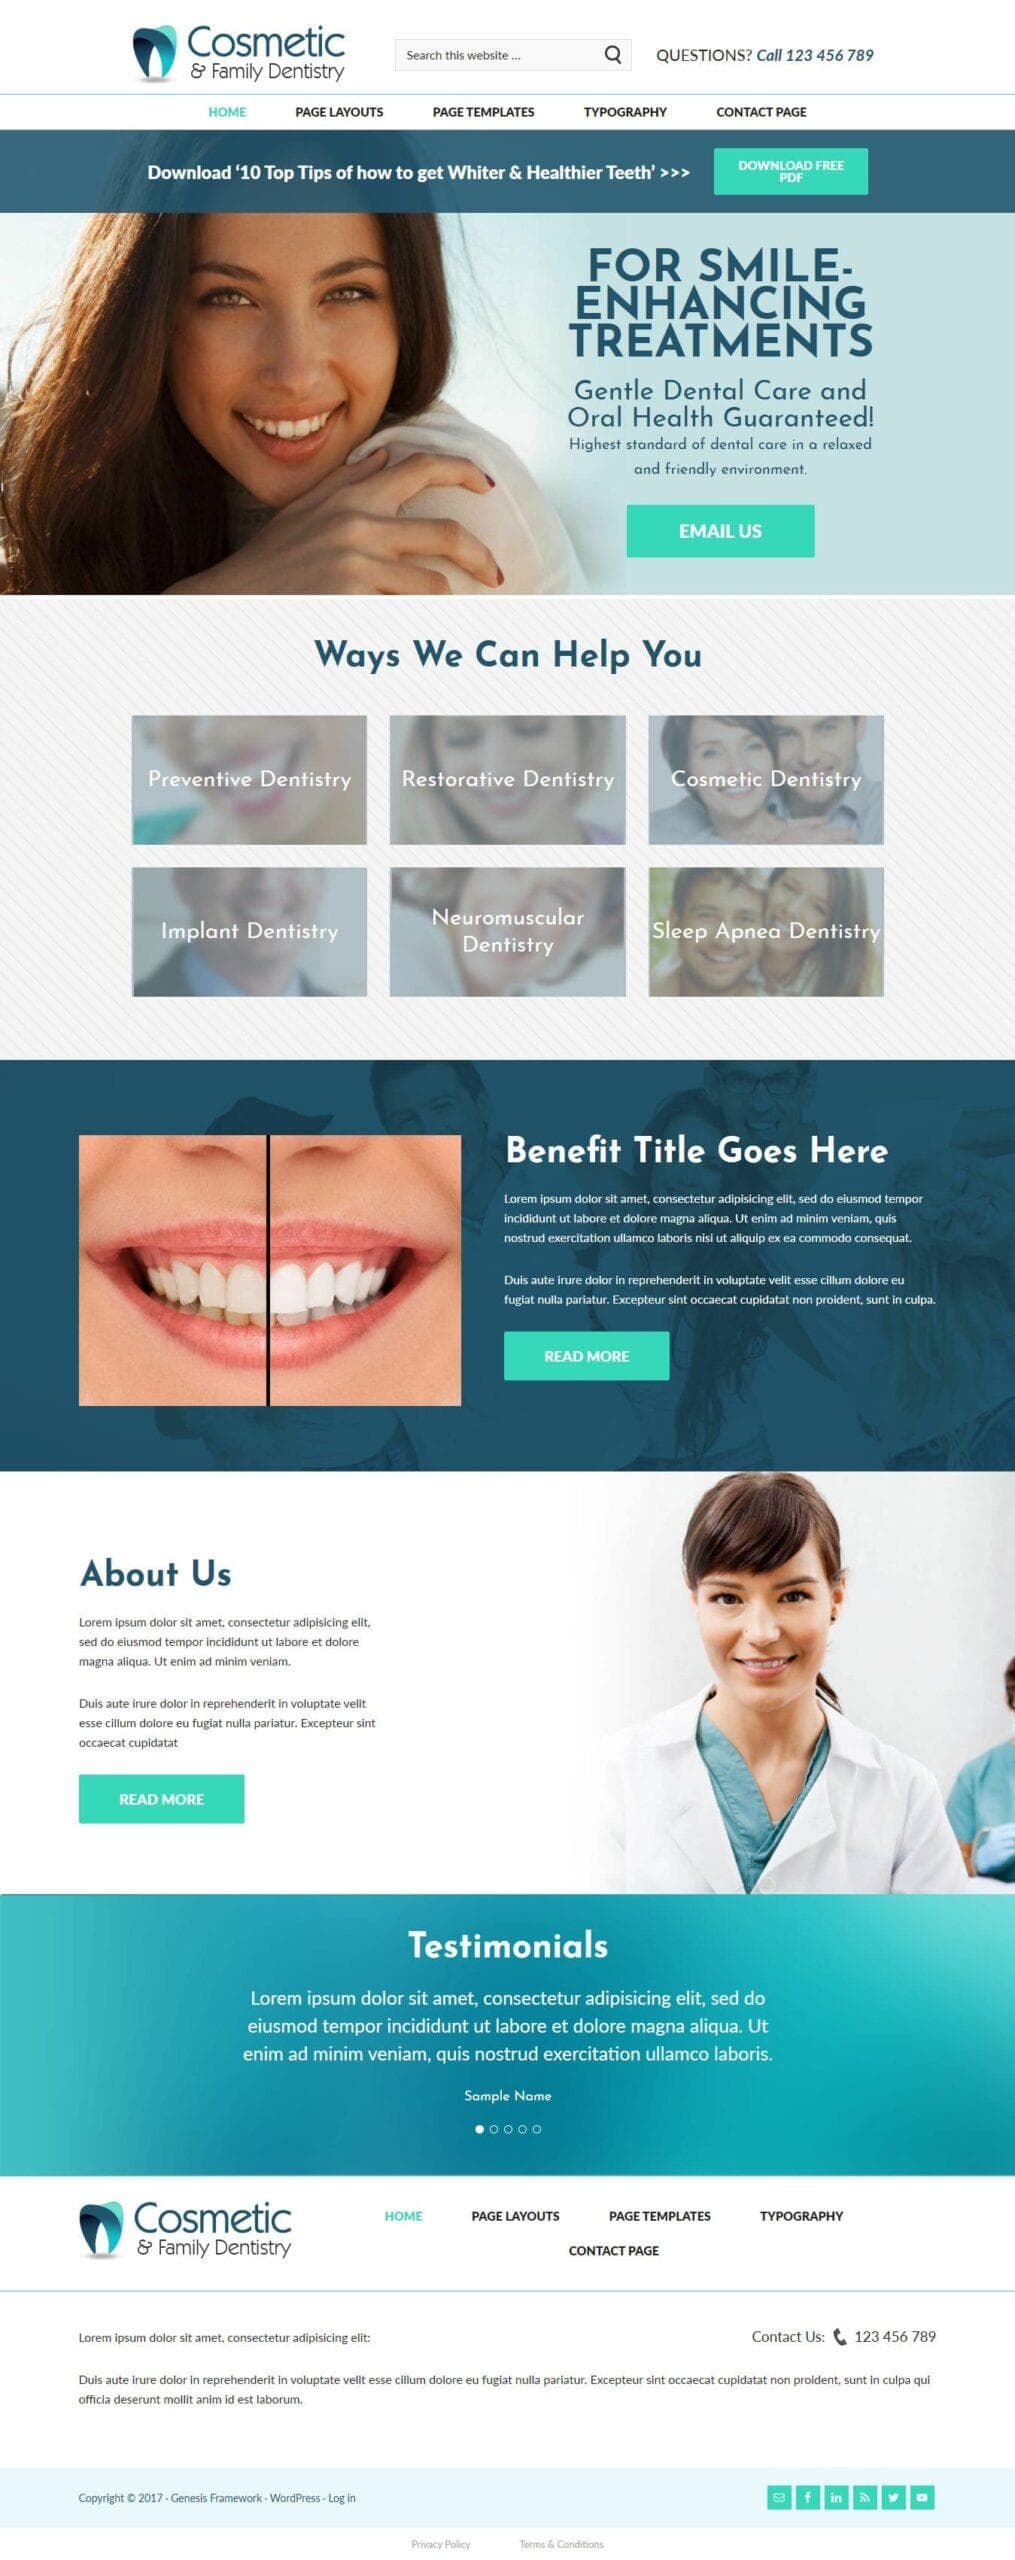 Cosmetic
& Family Dentistry
Search this website ...
QUESTIONS? Call 123 456 789
HOME
PAGE LAYOUTS
PAGE TEMPLATES
TYPOGRAPHY
CONTACT PAGE
Download ‘10 Top Tips of how to get Whiter & Healthier Teeth’ >>>
DOWNLOAD FREE
PDF
FOR SMILE-
ENHANCING
TREATMENTS
Gentle Dental Care and
Oral Health Guaranteed!
Highest standard of dental care in a relaxed
and friendly environment.
EMAIL US
Ways We Can Help You
Preventive Dentistry
Restorative Dentistry
Cosmetic Dentistry
Implant Dentistry
Neuromuscular
Dentistry
Sleep Apnea Dentistry
Benefit Title Goes Here
Lorem ipsum dolor sit amet, consectetur adipisicing elit, sed do eiusmod tempor
incididunt ut labore et dolore magna aliqua. Ut enim ad minim veniam, quis
nostrud exercitation ullamco laboris nisi ut aliquip ex ea commodo consequat.
Duis aute irure dolor in reprehenderit in voluptate velit esse cillum dolore eu
fugiat nulla pariatur. Excepteur sint occaecat cupidatat non proident, sunt in culpa.
READ MORE
About Us
Lorem ipsum dolor sit amet, consectetur adipisicing elit,
sed do eiusmod tempor incididunt ut labore et dolore
magna aliqua. Ut enim ad minim veniam.
Duis aute irure dolor in reprehenderit in voluptate velit
esse cillum dolore eu fugiat nulla pariatur. Excepteur sint
occaecat cupidatat
READ MORE
Testimonials
Lorem ipsum dolor sit amet, consectetur adipisicing elit, sed do
eiusmod tempor incididunt ut labore et dolore magna aliqua. Ut
enim ad minim veniam, quis nostrud exercitation ullamco laboris.
Sample Name
Cosmetic
& Family Dentistry
HOME
PAGE LAYOUTS
PAGE TEMPLATES
TYPOGRAPHY
CONTACT PAGE
Lorem ipsum dolor sit amet, consectetur adipisicing elit:
Contact Us: 123 456 789
Duis aute irure dolor in reprehenderit in voluptate velit esse cillum dolore eu fugiat nulla pariatur. Excepteur sint occaecat cupidatat non proident, sunt in culpa qui
officia deserunt mollit anim id est laborum.
Copyright © 2017 · Genesis Framework · WordPress · Log in
Privacy Policy
Terms & Conditions